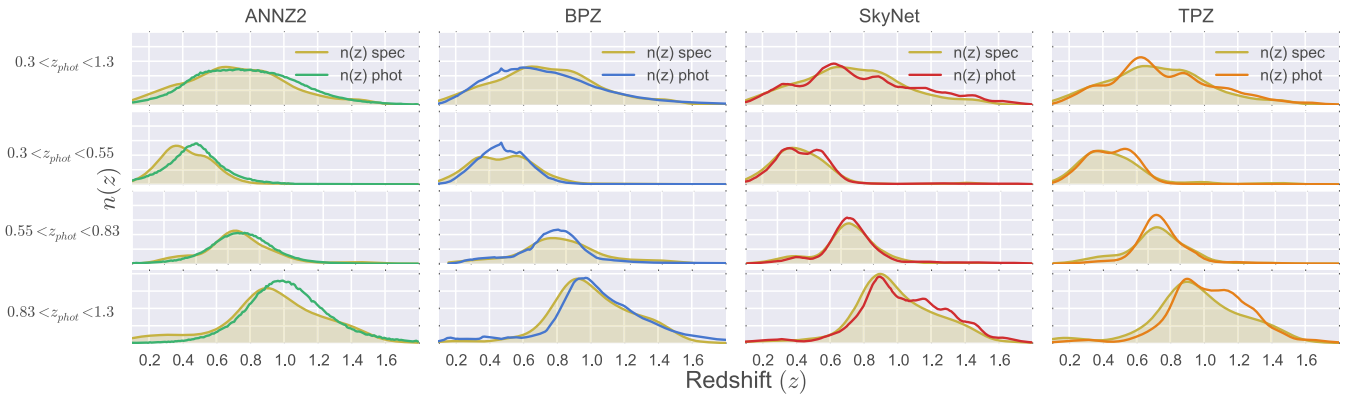 ANNZ2 BPZ SkyNet TPZ
0.3 <z_phot <1.3
n(z) spec
n(z) phot
n(z) spec
n(z) phot
n(z) spec
n(z) phot
n(z) spec
n(z) phot
0.3 <z_phot <0.55
n(z)
0.55 <z_phot <0.83
0.83 <z_phot <1.3
0.2 0.4 0.6 0.8 1.0 1.2 1.4 1.6 0.2 0.4 0.6 0.8 1.0 1.2 1.4 1.6 0.2 0.4 0.6 0.8 1.0 1.2 1.4 1.6 0.2 0.4 0.6 0.8 1.0 1.2 1.4 1.6
Redshift (z)